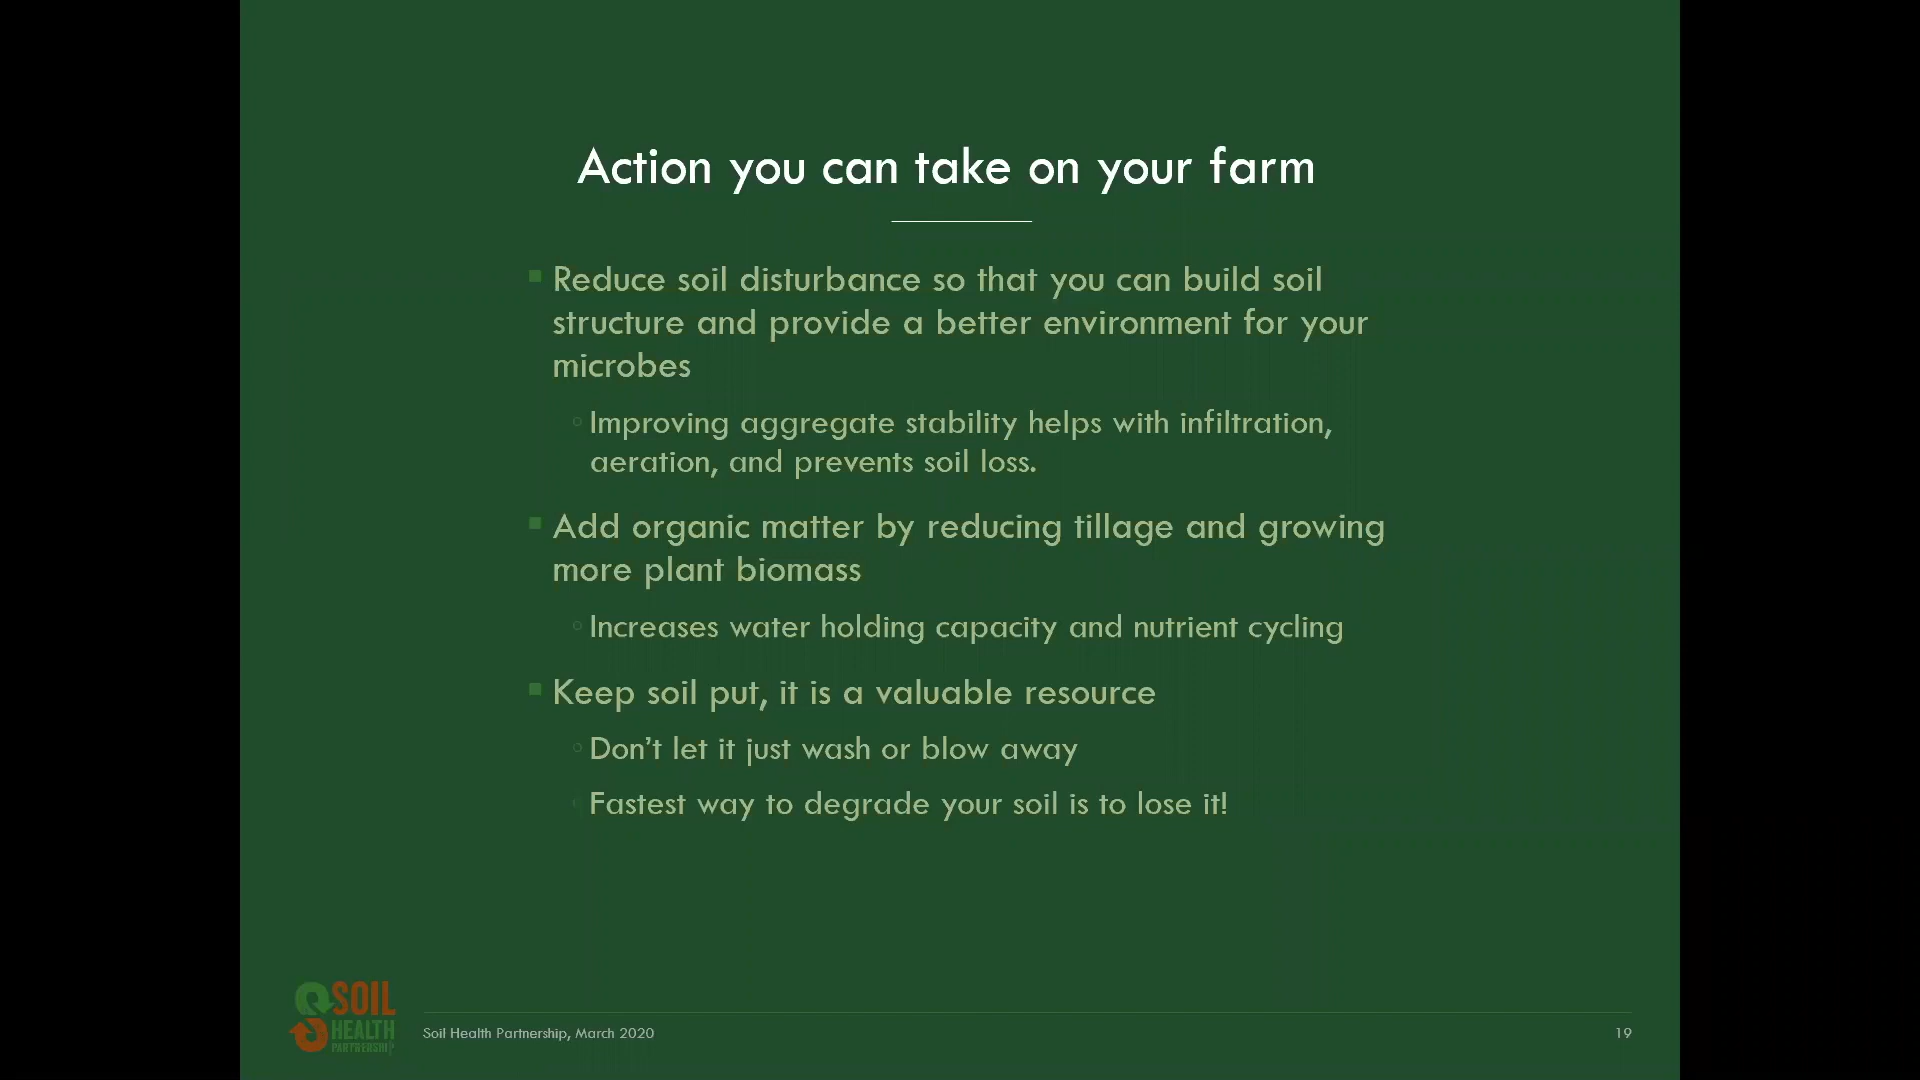 Action you can take on your farm
Reduce soil disturbance so that you can build soil
structure and provide a better environment for your
microbes
Improving aggregate stability helps with infiltration,
aeration, and prevents soil loss.
Add organic matter by reducing tillage and growing
more plant biomass
Increases water holding capacity and nutrient cycling
Keep soil put, it is a valuable resource
Don’t let it just wash or blow away
Fastest way to degrade your soil is to lose it!
SOIL
HEALTH
PARTNERSHIP
Soil Health Partnership, March 2020
19